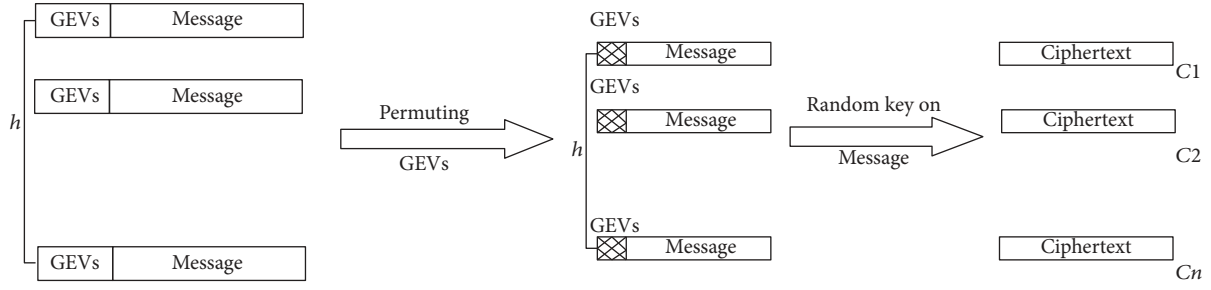 GEVs Message
GEVs Message
h
GEVs Message
Permuting
GEVs
GEVs
Message
GEVs
Message
h
GEVs
Message
Random key on
Message
Ciphertext
C1
Ciphertext
C2
Ciphertext
Cn